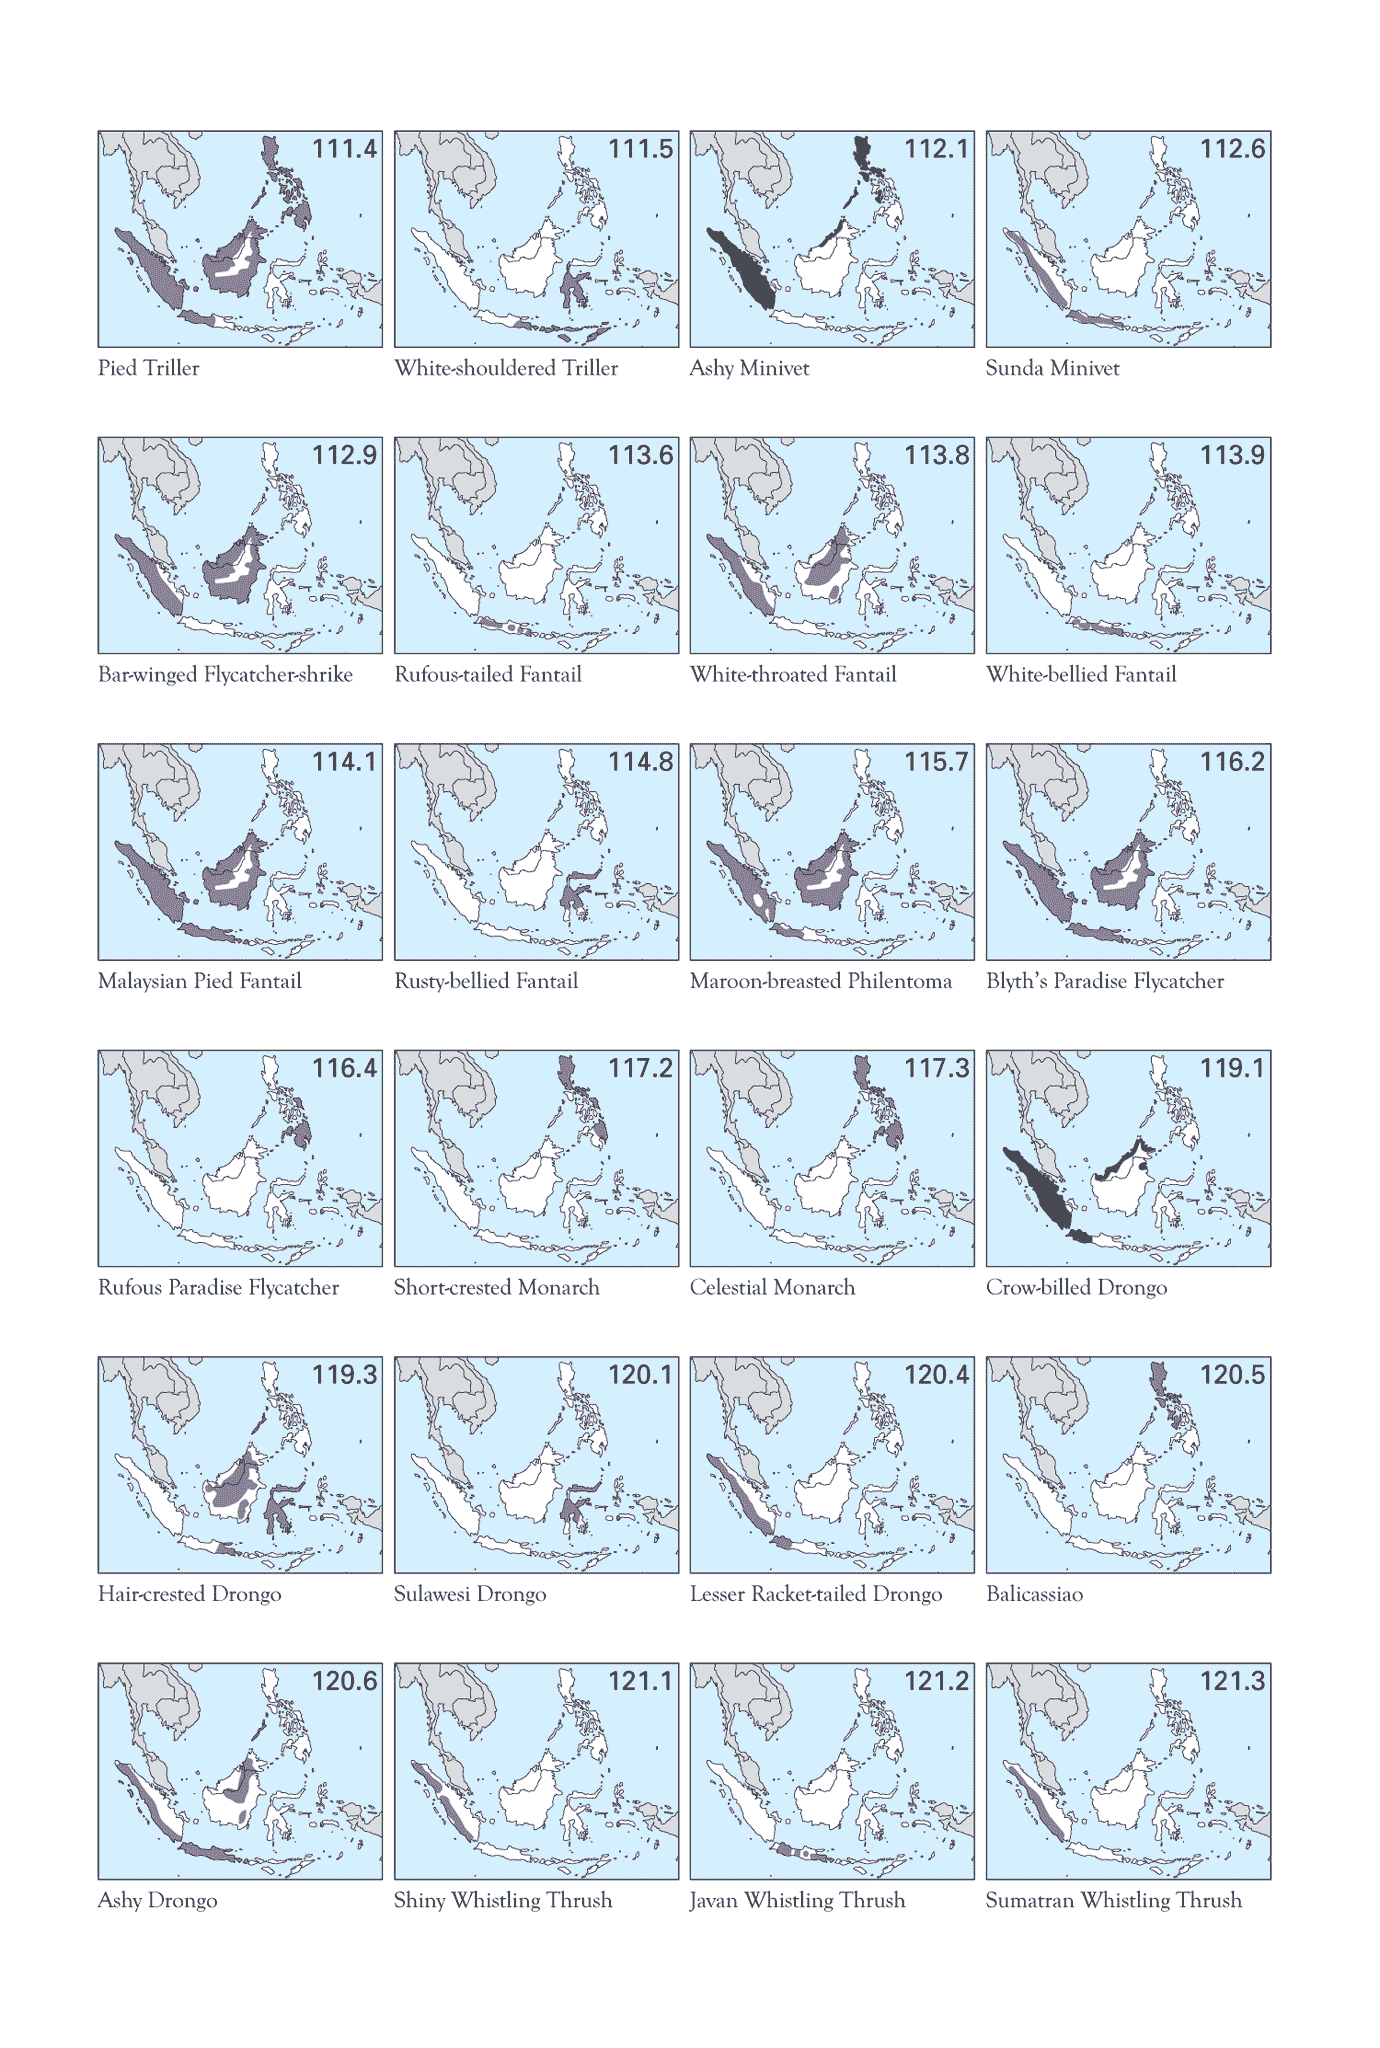 111.4 111.5 112.1 112.6
Pied Triller White-shouldered Triller Ashy Minivet Sunda Minivet
112.9 113.6 113.8 113.9
Bar-winged Flycatcher-shrike Rufous-tailed Fantail White-throated Fantail White-bellied Fantail
114.1 114.8 115.7 116.2
Malaysian Pied Fantail Rusty-bellied Fantail Maroon-breasted Philentoma Blyth's Paradise Flycatcher
116.4 117.2 117.3 119.1
Rufous Paradise Flycatcher Short-crested Monarch Celestial Monarch Crow-billed Drongo
119.3 120.1 120.4 120.5
Hair-crested Drongo Sulawesi Drongo Lesser Racket-tailed Drongo Balicassiao
120.6 121.1 121.2 121.3
Ashy Drongo Shiny Whistling Thrush Javan Whistling Thrush Sumatran Whistling Thrush